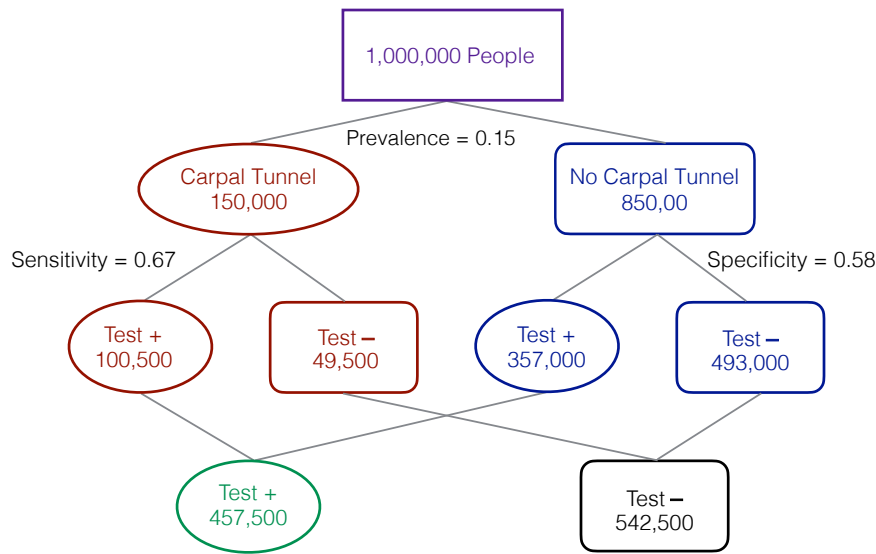 1,000,000 People
Prevalence = 0.15
Carpal Tunnel
150,000
No Carpal Tunnel
850,00
Sensitivity = 0.67
Specificity = 0.58
Test +
100,500
Test –
49,500
Test +
357,000
Test –
493,000
Test +
457,500
Test –
542,500